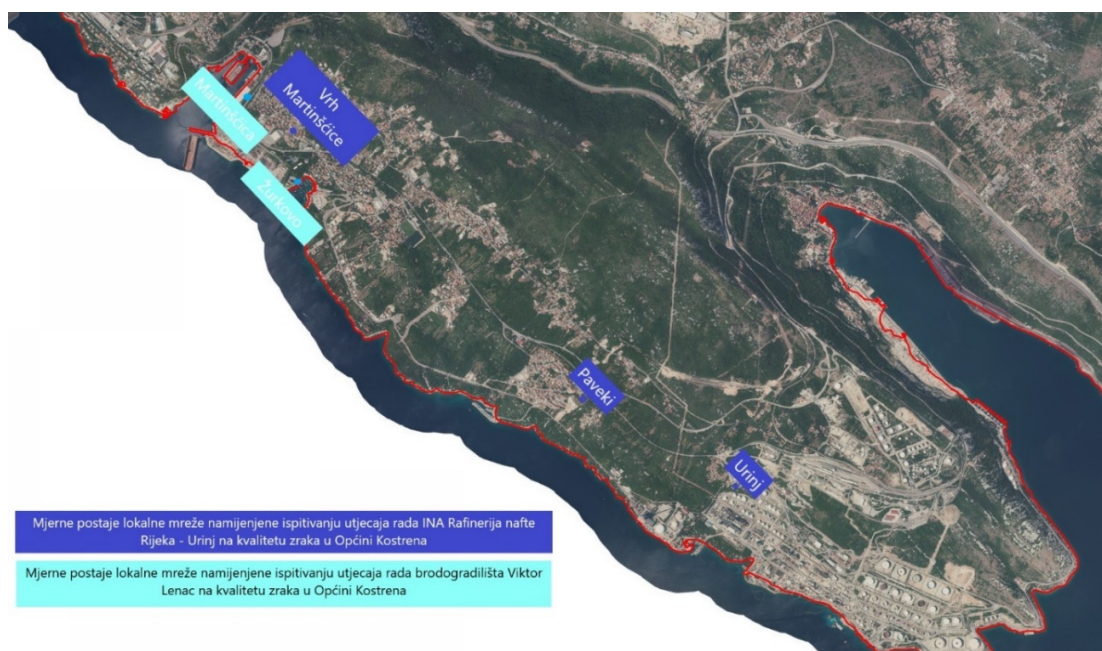 Martinšćica
Vrh
Martinšćice
Žurkovo
Paveki
Urinj
Mjerne postaje lokalne mreže namijenjene ispitivanju utjecaja rada INA Rafinerija nafte
Rijeka - Urinj na kvalitetu zraka u Općini Kostrena
Mjerne postaje lokalne mreže namijenjene ispitivanju utjecaja rada brodogradilišta Viktor
Lenac na kvalitetu zraka u Općini Kostrena